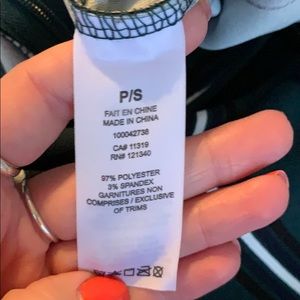 P/S
FAIT EN CHINE
MADE IN CHINA
100042738
CA# 11319
RN# 121340
97% POLYESTER
3% SPANDEX
GARNITURES NON
COMPRISES / EXCLUSIVE
OF TRIMS